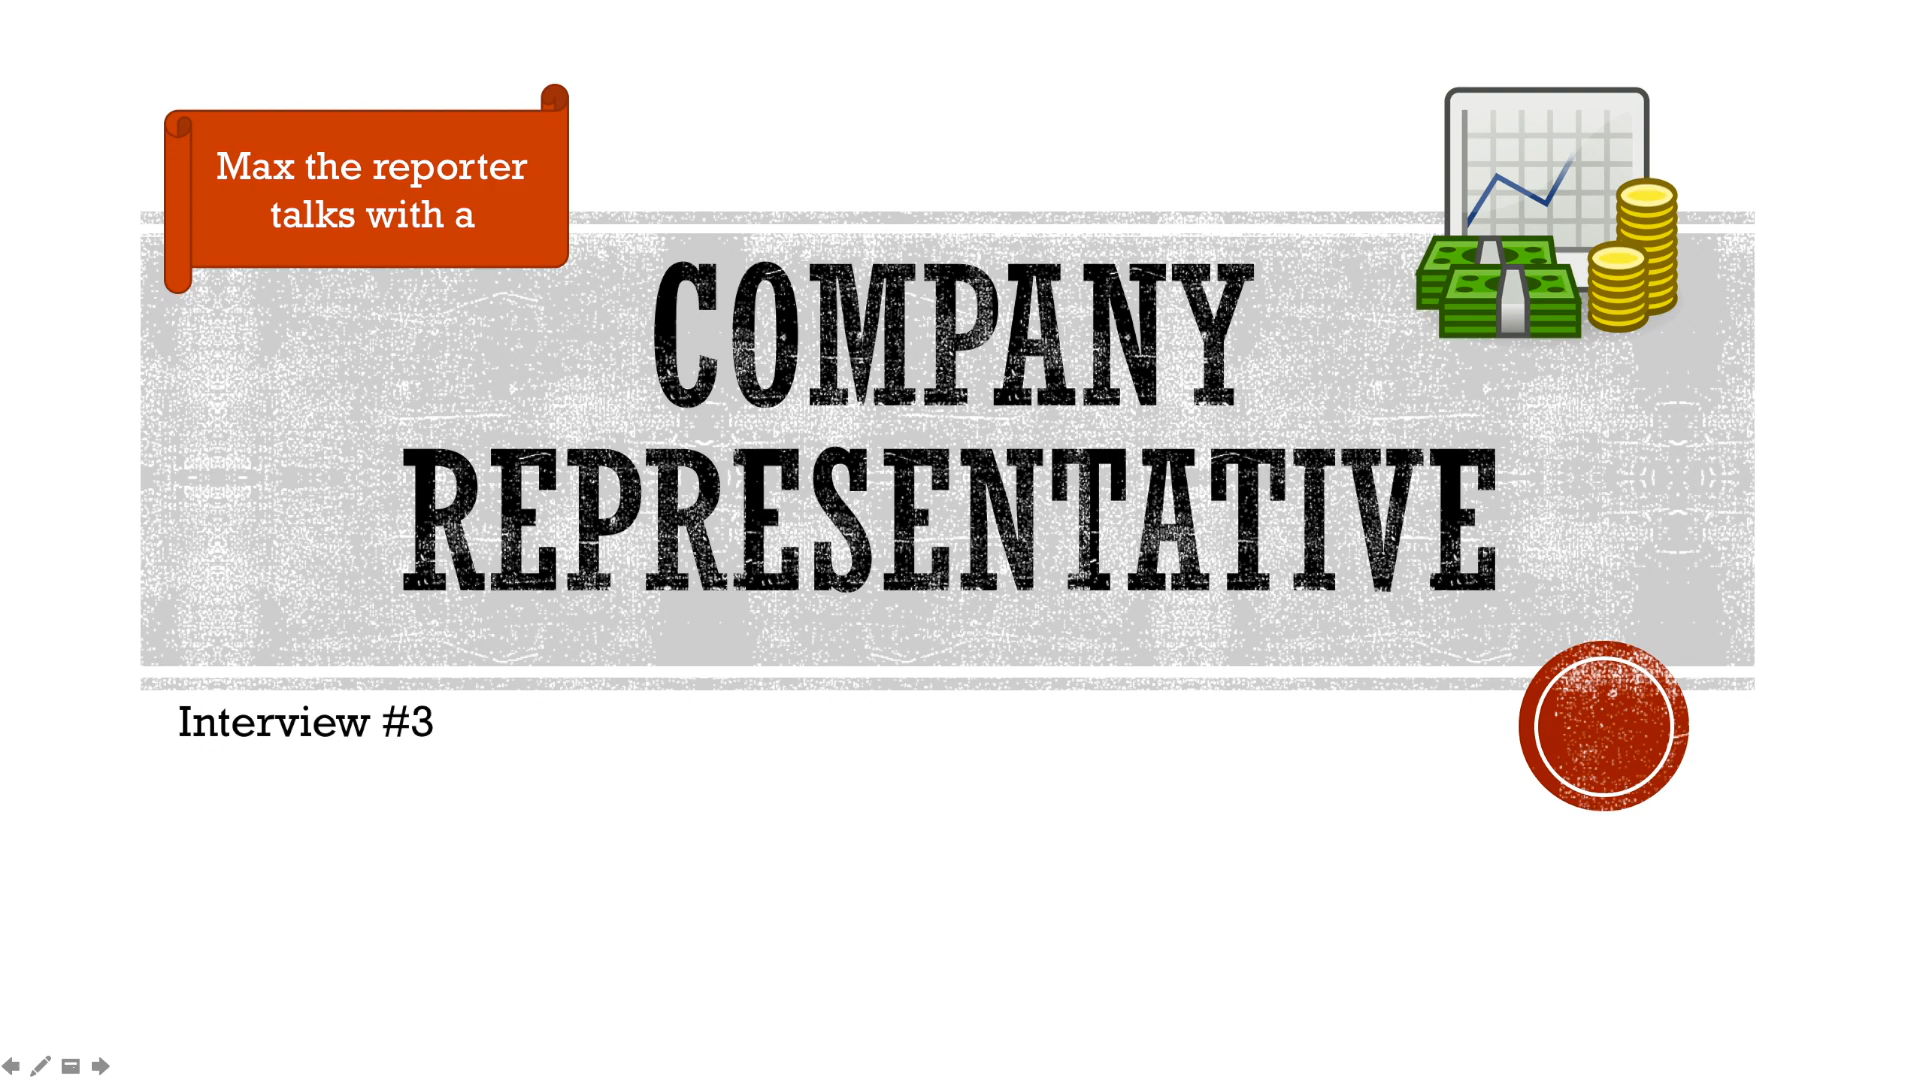 Max the reporter
talks with a
COMPANY
REPRESENTATIVE
Interview #3